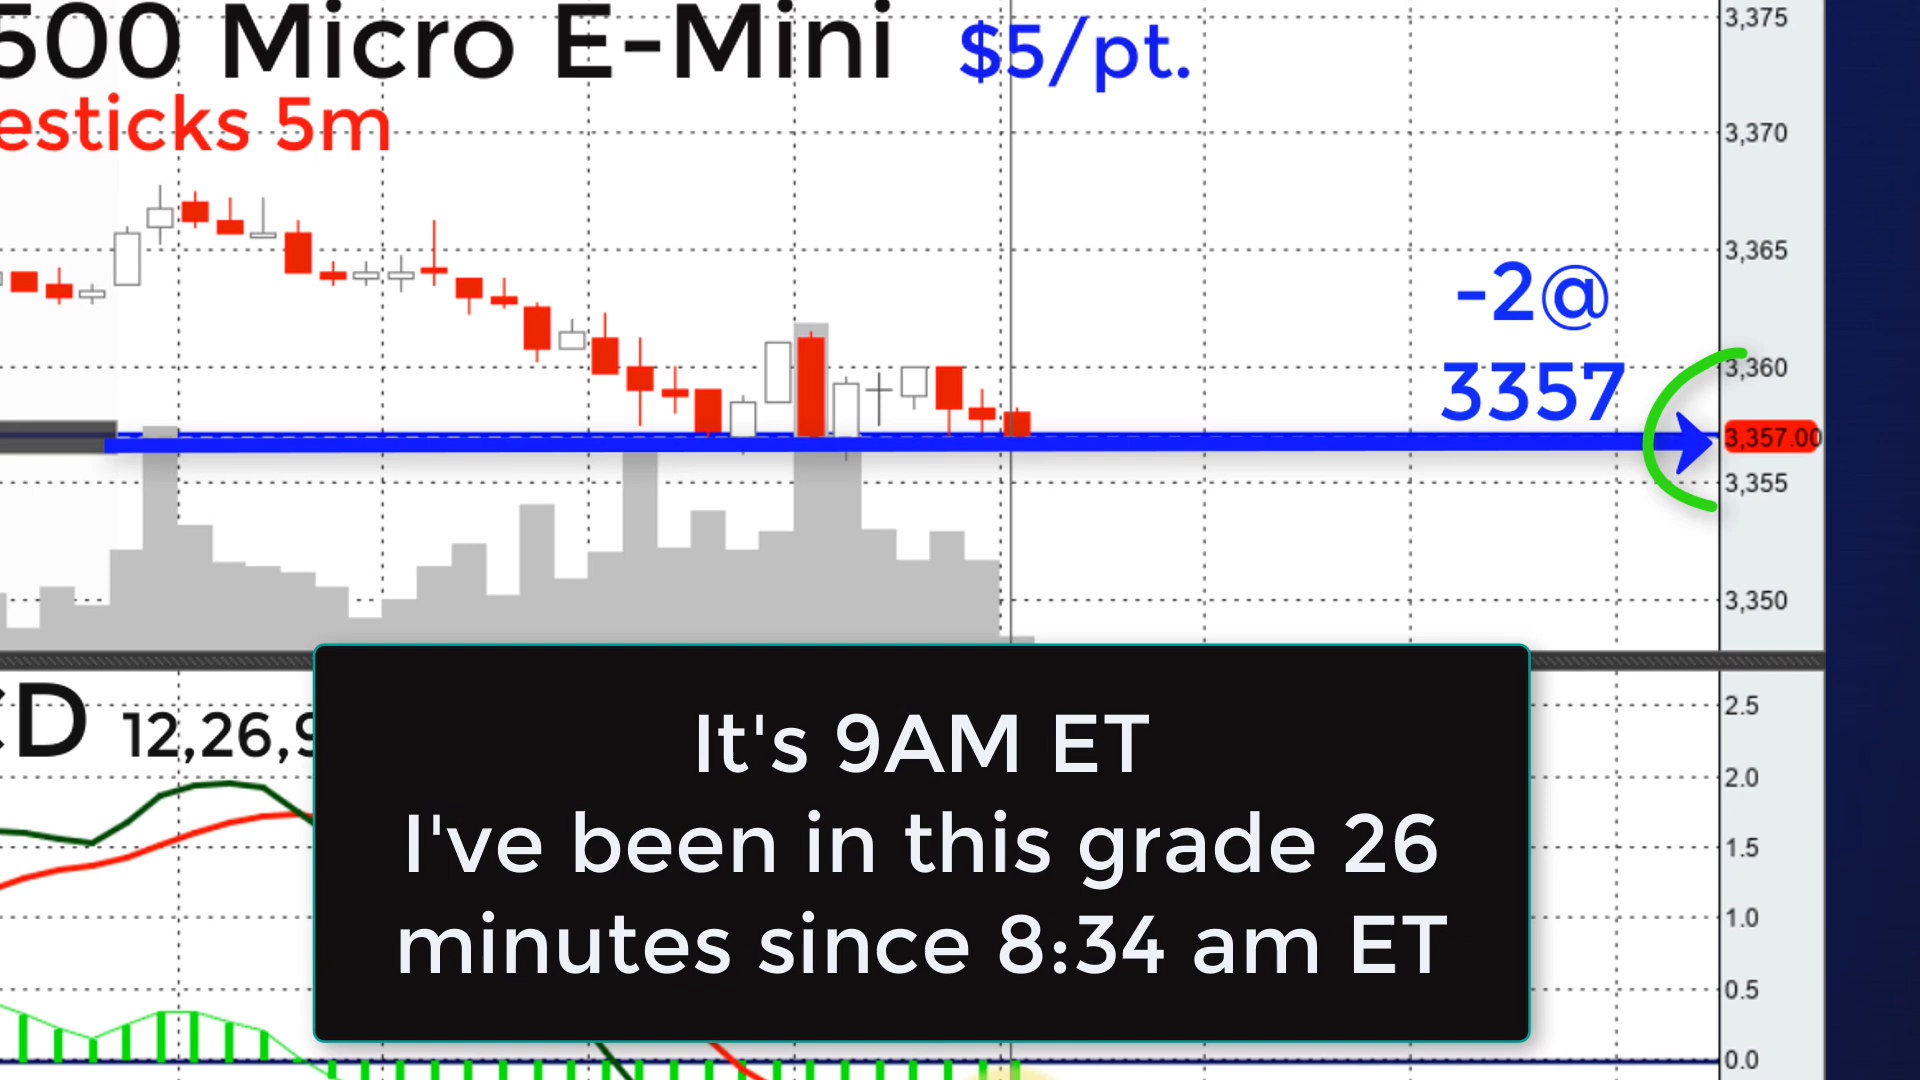 500 Micro E-Mini $5/pt.
esticks 5m
3,375
3,370
3,365
-2@
3357
3,360
3,357.00
3,355
3,350
CD 12,26,9
2.5
2.0
1.5
1.0
0.5
0.0
It's 9AM ET
I've been in this grade 26
minutes since 8:34 am ET